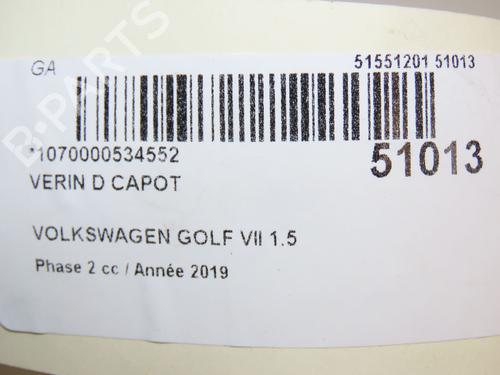 GA
51551201 51013
*1070000534552
51013
VERIN D CAPOT
VOLKSWAGEN GOLF VII 1.5
Phase 2 cc / Année 2019
B-PARTS